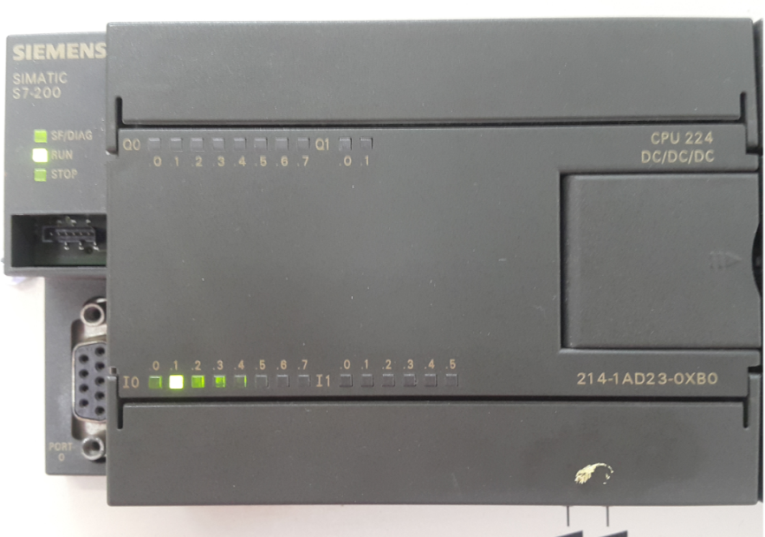 SIEMENS
SIMATIC
S7-200
SF/DIAG
RUN
STOP
Q0 .0 .1 .2 .3 .4 .5 .6 .7 Q1 .0 .1
CPU 224
DC/DC/DC
I0 .0 .1 .2 .3 .4 .5 .6 .7 I1 .0 .1 .2 .3 .4 .5
214-1AD23-0XB0
PORT
0